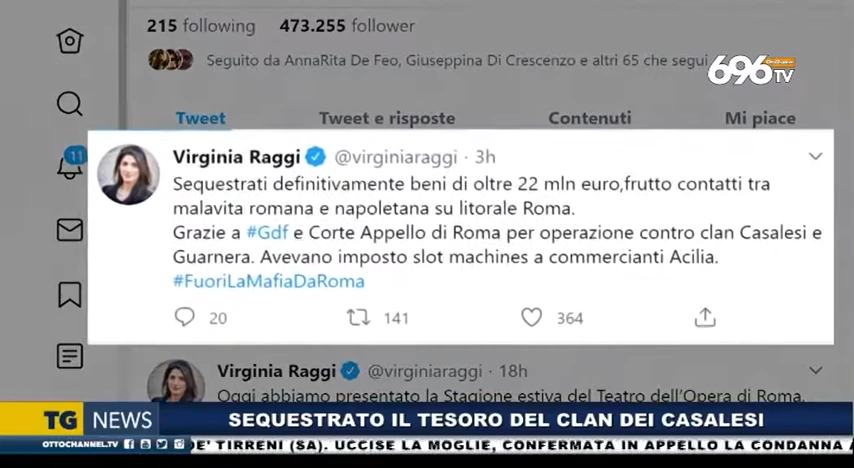 215 following 473.255 follower
Seguito da AnnaRita De Feo, Giuseppina Di Crescenzo e altri 65 che segui
696 TV
Tweet Tweet e risposte Contenuti Mi piace
11
Virginia Raggi @virginiaraggi · 3h
Sequestrati definitivamente beni di oltre 22 mln euro,frutto contatti tra
malavita romana e napoletana su litorale Roma.
Grazie a #Gdf e Corte Appello di Roma per operazione contro clan Casalesi e
Guarnera. Avevano imposto slot machines a commercianti Acilia.
#FuoriLaMafiaDaRoma
20 141 364
Virginia Raggi @virginiaraggi · 18h
Oggi abbiamo presentato la Stagione estiva del Teatro dell'Opera di Roma.
TG NEWS SEQUESTRATO IL TESORO DEL CLAN DEI CASALESI
OTTOCHANNEL.TV DE' TIRRENI (SA). UCCISE LA MOGLIE, CONFERMATA IN APPELLO LA CONDANNA A